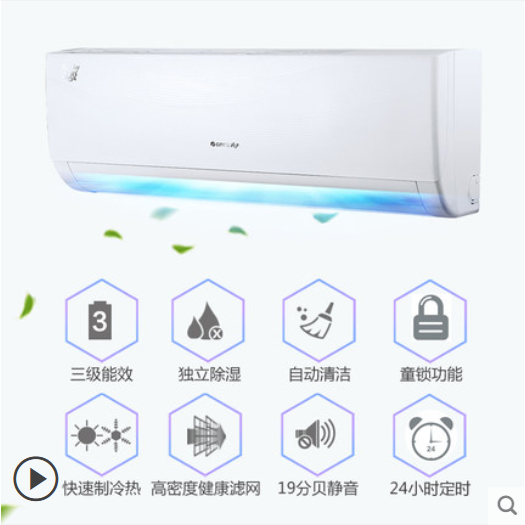 3
三级能效
独立除湿
自动清洁
童锁功能
24
快速制冷热
高密度健康滤网
19分贝静音
24小时定时